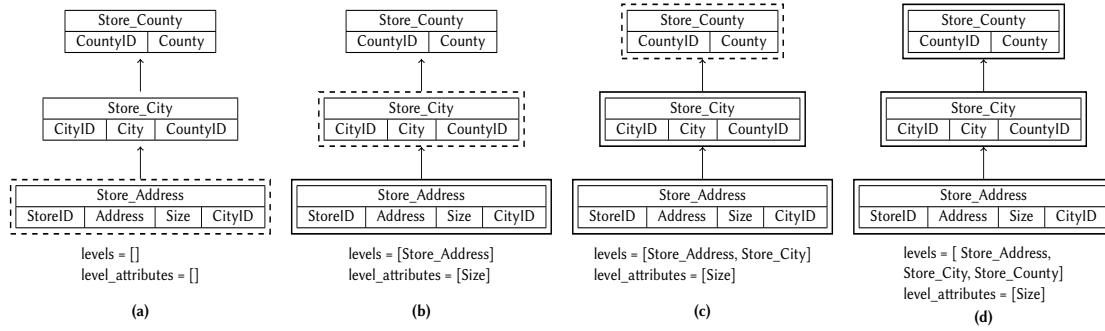 Store_County
CountyID County
Store_City
CityID City CountyID
Store_Address
StoreID Address Size CityID
levels = []
level_attributes = []
(a)
Store_County
CountyID County
Store_City
CityID City CountyID
Store_Address
StoreID Address Size CityID
levels = [Store_Address]
level_attributes = [Size]
(b)
Store_County
CountyID County
Store_City
CityID City CountyID
Store_Address
StoreID Address Size CityID
levels = [Store_Address, Store_City]
level_attributes = [Size]
(c)
Store_County
CountyID County
Store_City
CityID City CountyID
Store_Address
StoreID Address Size CityID
levels = [ Store_Address,
Store_City, Store_County]
level_attributes = [Size]
(d)